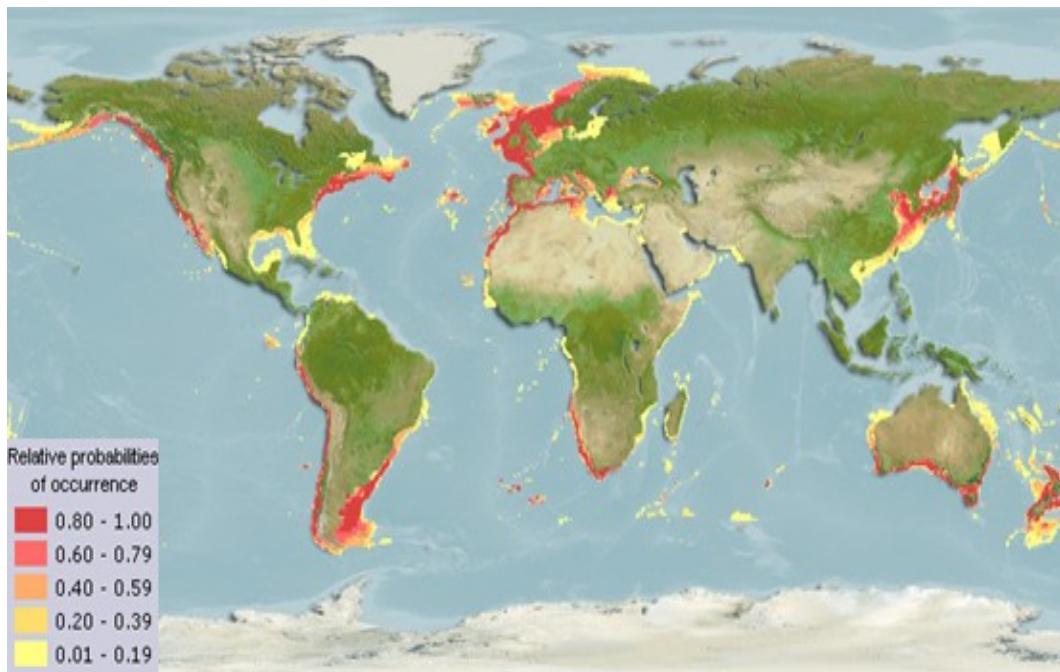 Relative probabilities
of occurrence
0.80 - 1.00
0.60 - 0.79
0.40 - 0.59
0.20 - 0.39
0.01 - 0.19